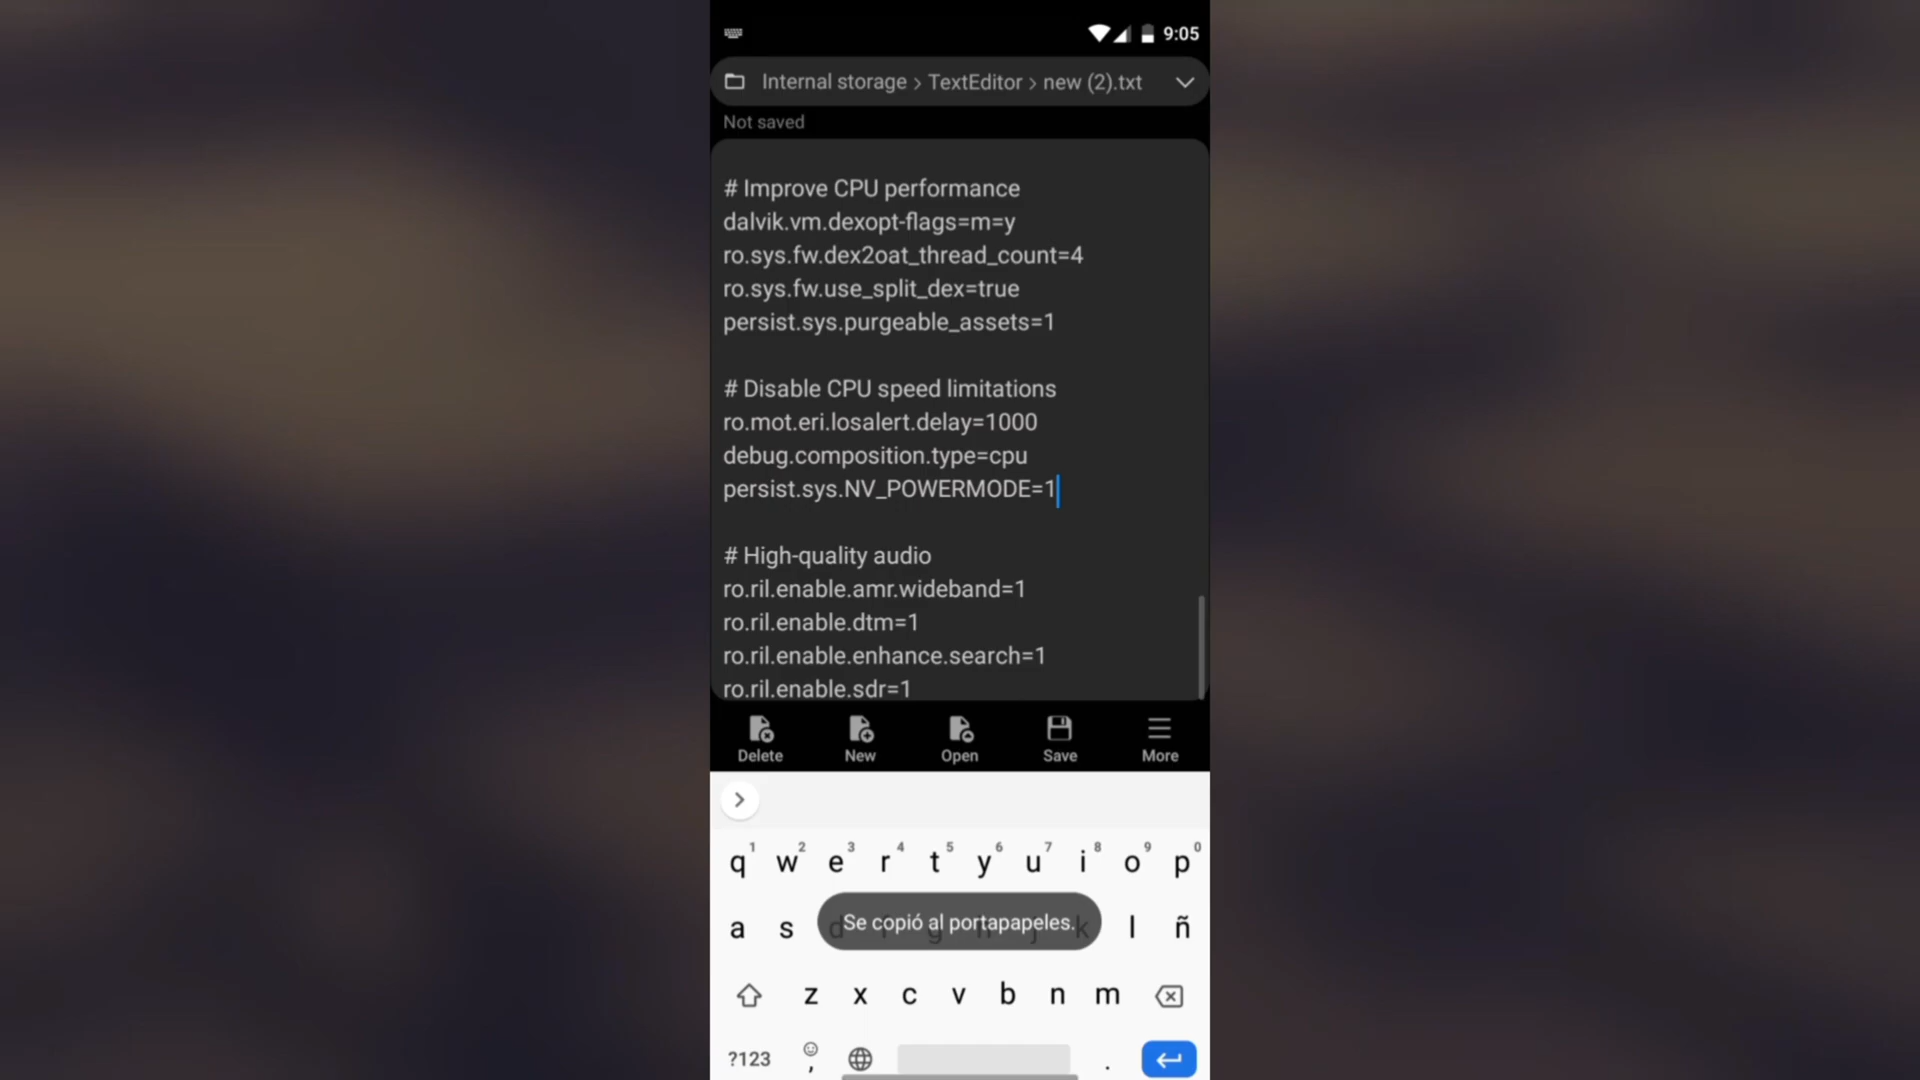 9:05
Internal storage > TextEditor > new (2).txt
Not saved
# Improve CPU performance
dalvik.vm.dexopt-flags=m=y
ro.sys.fw.dex2oat_thread_count=4
ro.sys.fw.use_split_dex=true
persist.sys.purgeable_assets=1
# Disable CPU speed limitations
ro.mot.eri.losalert.delay=1000
debug.composition.type=cpu
persist.sys.NV_POWERMODE=1
# High-quality audio
ro.ril.enable.amr.wideband=1
ro.ril.enable.dtm=1
ro.ril.enable.enhance.search=1
ro.ril.enable.sdr=1
Delete New Open Save More
1 2 3 4 5 6 7 8 9 0
q w e r t y u i o p
a s d f g h j k l ñ
Se copió al portapapeles.
z x c v b n m
?123 , .